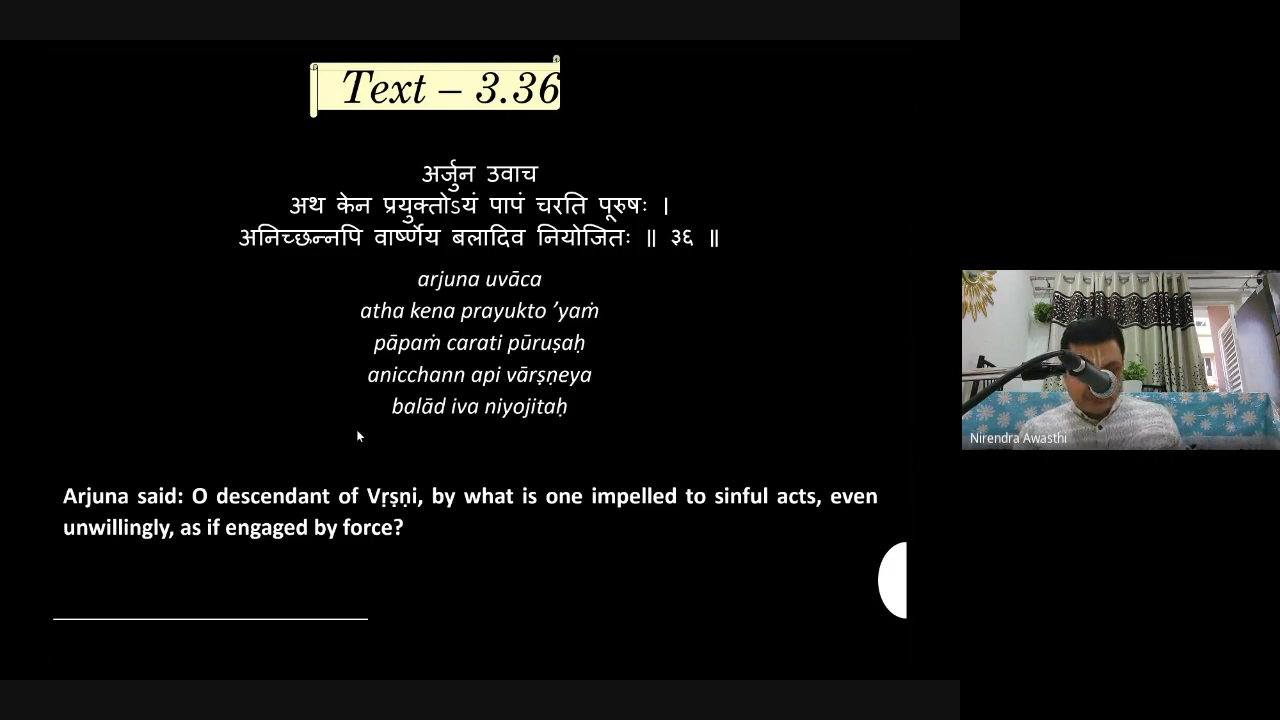 Text – 3.36
अर्जुन उवाच
अथ केन प्रयुक्तोऽयं पापं चरति पूरुषः ।
अनिच्छन्नपि वार्ष्णेय बलादिव नियोजितः ॥ ३६ ॥
arjuna uvāca
atha kena prayukto ’yaṁ
pāpaṁ carati pūruṣaḥ
anicchann api vārṣṇeya
balād iva niyojitaḥ
Arjuna said: O descendant of Vṛṣṇi, by what is one impelled to sinful acts, even
unwillingly, as if engaged by force?
Nirendra Awasthi